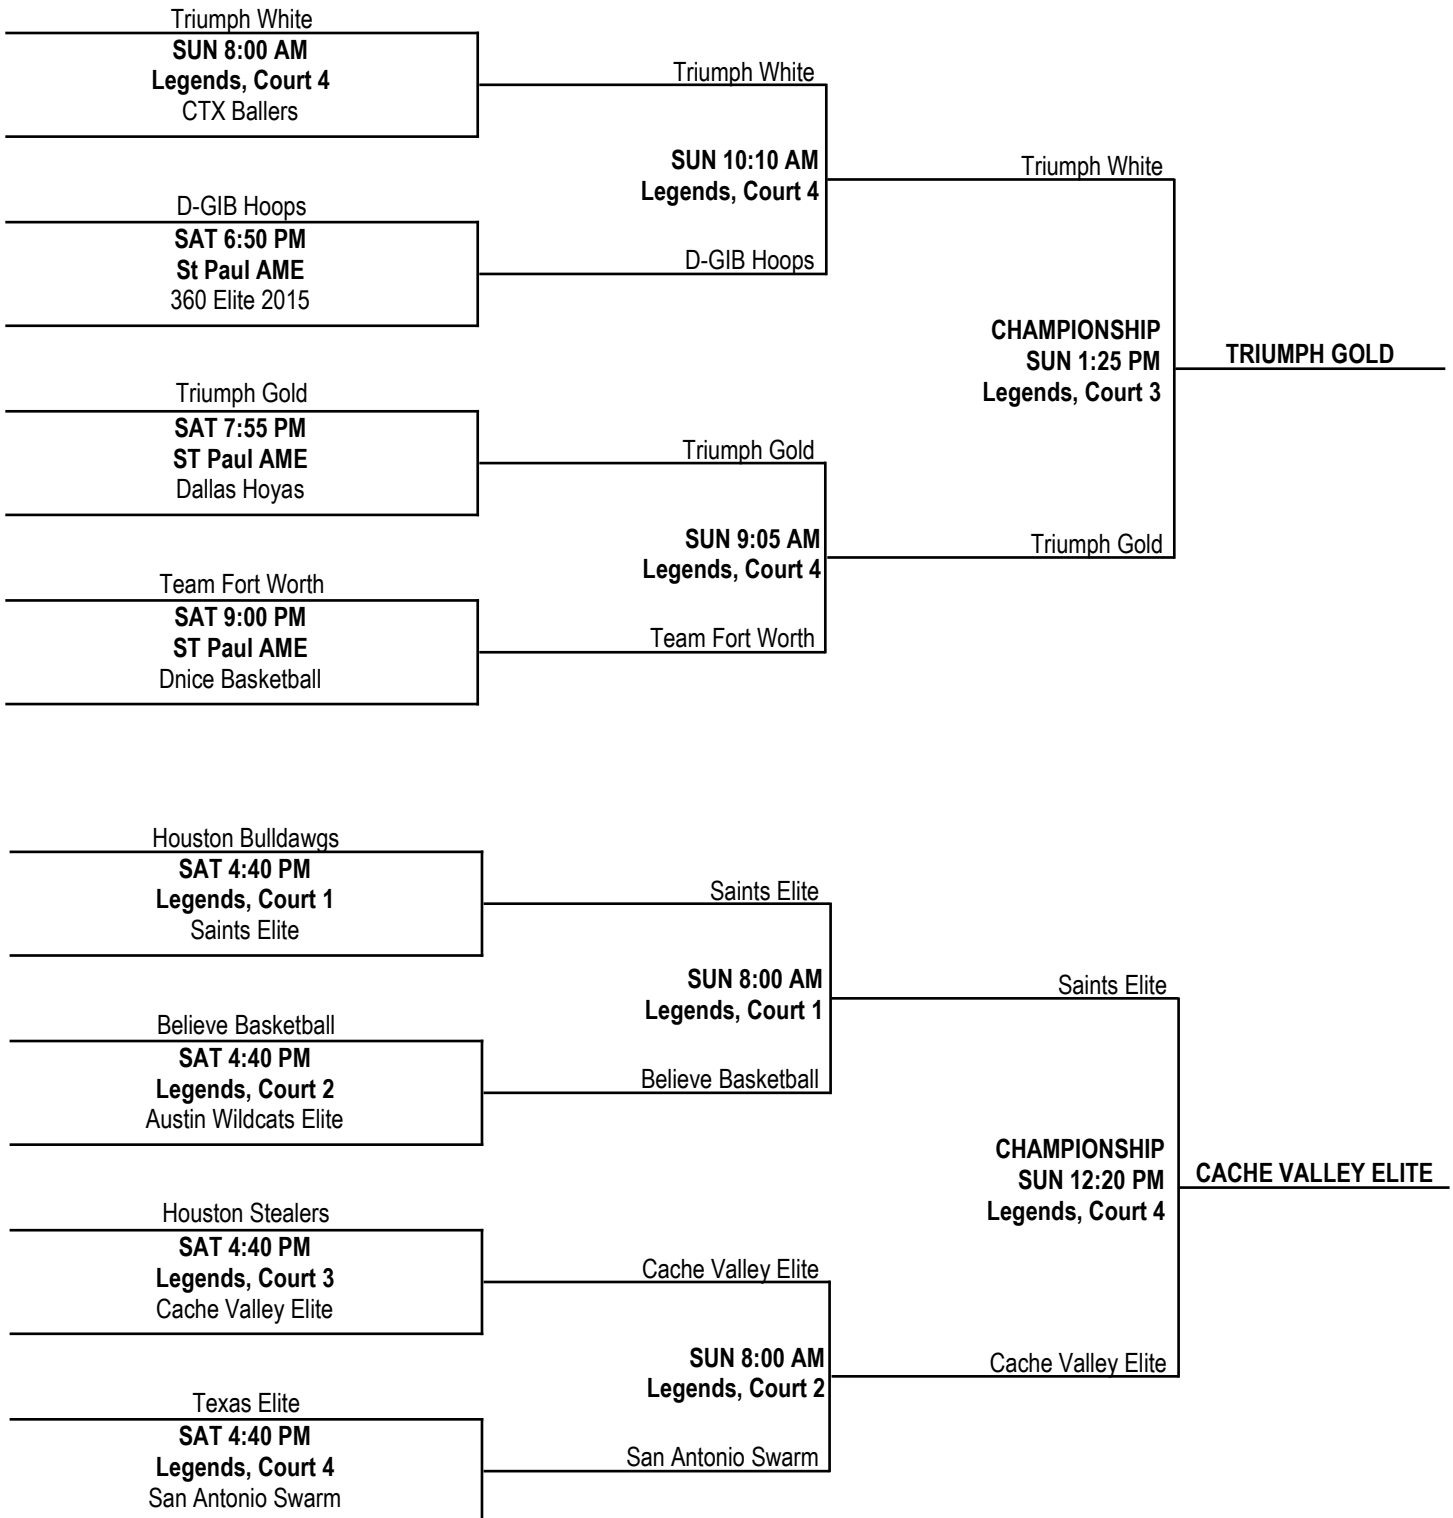 Triumph White
SUN 8:00 AM
Legends, Court 4
CTX Ballers
D-GIB Hoops
SAT 6:50 PM
St Paul AME
360 Elite 2015
Triumph Gold
SAT 7:55 PM
ST Paul AME
Dallas Hoyas
Team Fort Worth
SAT 9:00 PM
ST Paul AME
Dnice Basketball
Triumph White
SUN 10:10 AM
Legends, Court 4
D-GIB Hoops
Triumph Gold
SUN 9:05 AM
Legends, Court 4
Team Fort Worth
Triumph White
CHAMPIONSHIP
SUN 1:25 PM
Legends, Court 3
Triumph Gold
TRIUMPH GOLD
Houston Bulldawgs
SAT 4:40 PM
Legends, Court 1
Saints Elite
Believe Basketball
SAT 4:40 PM
Legends, Court 2
Austin Wildcats Elite
Houston Stealers
SAT 4:40 PM
Legends, Court 3
Cache Valley Elite
Texas Elite
SAT 4:40 PM
Legends, Court 4
San Antonio Swarm
Saints Elite
SUN 8:00 AM
Legends, Court 1
Believe Basketball
Cache Valley Elite
SUN 8:00 AM
Legends, Court 2
San Antonio Swarm
Saints Elite
CHAMPIONSHIP
SUN 12:20 PM
Legends, Court 4
Cache Valley Elite
CACHE VALLEY ELITE